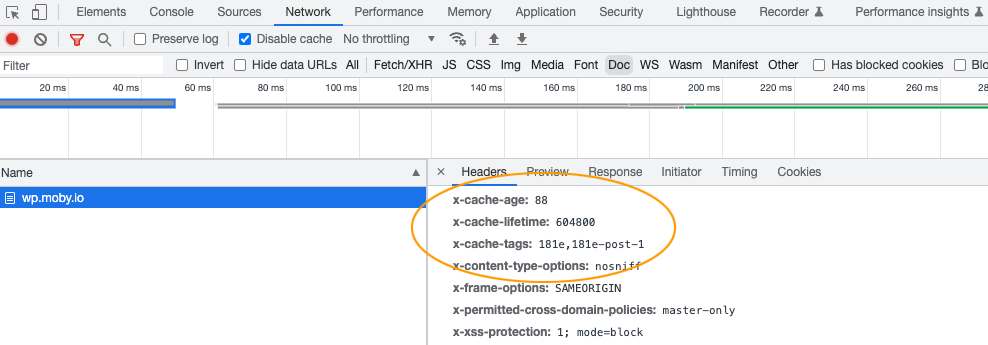 Elements Console Sources Network Performance Memory Application Security Lighthouse Recorder Performance insights
Preserve log Disable cache No throttling
Filter Invert Hide data URLs All Fetch/XHR JS CSS Img Media Font Doc WS Wasm Manifest Other Has blocked cookies Blo
20 ms 40 ms 60 ms 80 ms 100 ms 120 ms 140 ms 160 ms 180 ms 200 ms 220 ms 240 ms 260 ms 28
Name × Headers Preview Response Initiator Timing Cookies
wp.moby.io
x-cache-age: 88
x-cache-lifetime: 604800
x-cache-tags: 181e,181e-post-1
x-content-type-options: nosniff
x-frame-options: SAMEORIGIN
x-permitted-cross-domain-policies: master-only
x-xss-protection: 1; mode=block